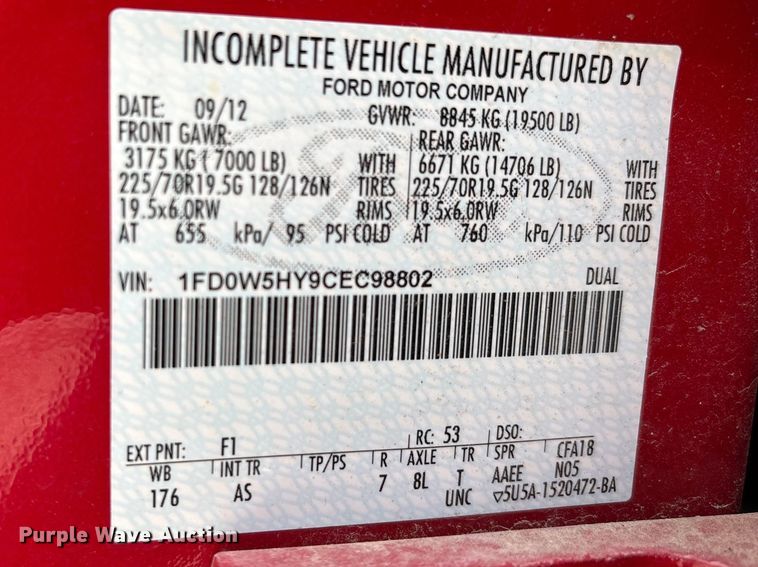 INCOMPLETE VEHICLE MANUFACTURED BY
FORD MOTOR COMPANY
DATE: 09/12 GVWR: 8845 KG (19500 LB)
FRONT GAWR: REAR GAWR:
3175 KG ( 7000 LB) WITH 6671 KG (14706 LB) WITH
225/70R19.5G 128/126N TIRES 225/70R19.5G 128/126N TIRES
19.5x6.0RW RIMS 19.5x6.0RW RIMS
AT 655 kPa/ 95 PSI COLD AT 760 kPa/110 PSI COLD
VIN: 1FD0W5HY9CEC98802 DUAL
EXT PNT: F1 RC: 53 DSO:
WB INT TR TP/PS R AXLE TR SPR CFA18
176 AS 7 8L T AAEE N05
UNC ▽5U5A-1520472-BA
Purple Wave Auction